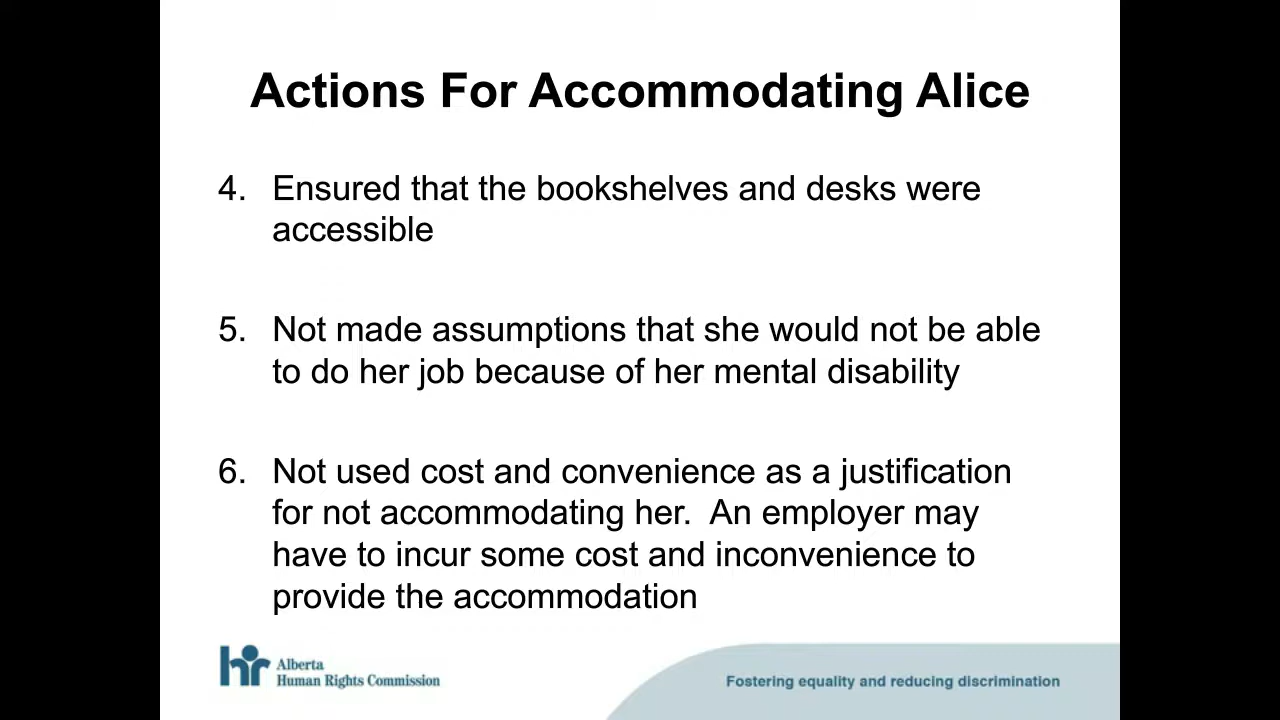 Actions For Accommodating Alice
4. Ensured that the bookshelves and desks were
accessible
5. Not made assumptions that she would not be able
to do her job because of her mental disability
6. Not used cost and convenience as a justification
for not accommodating her.  An employer may
have to incur some cost and inconvenience to
provide the accommodation
hr Alberta
Human Rights Commission
Fostering equality and reducing discrimination